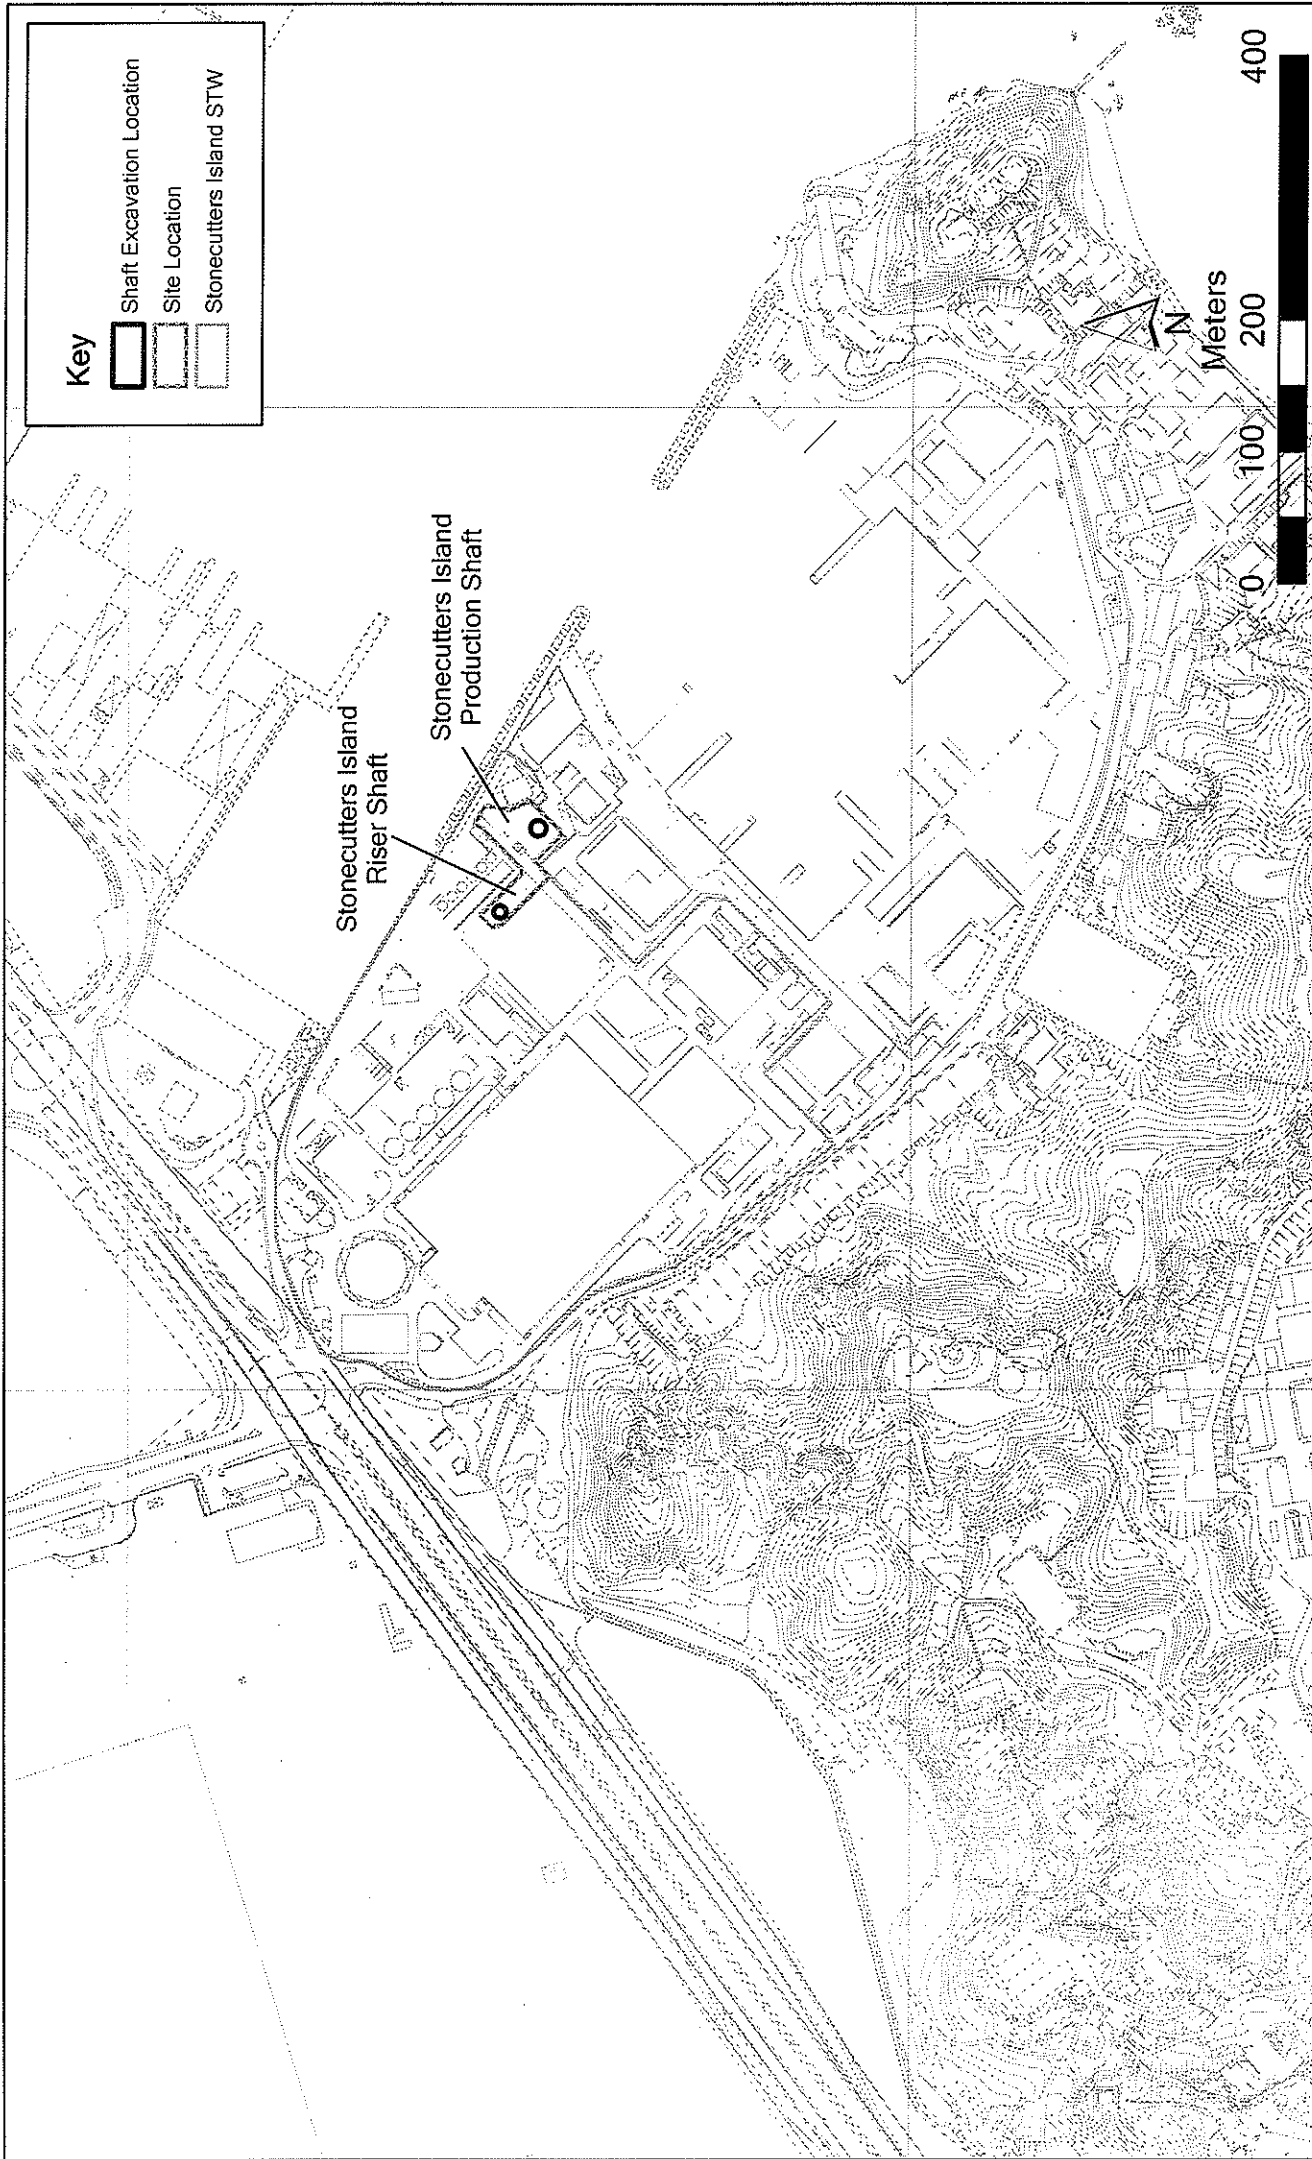 Key
Shaft Excavation Location
Site Location
Stonecutters Island STW
Stonecutters Island
Riser Shaft
Stonecutters Island
Production Shaft
N
Meters
0 100 200 400